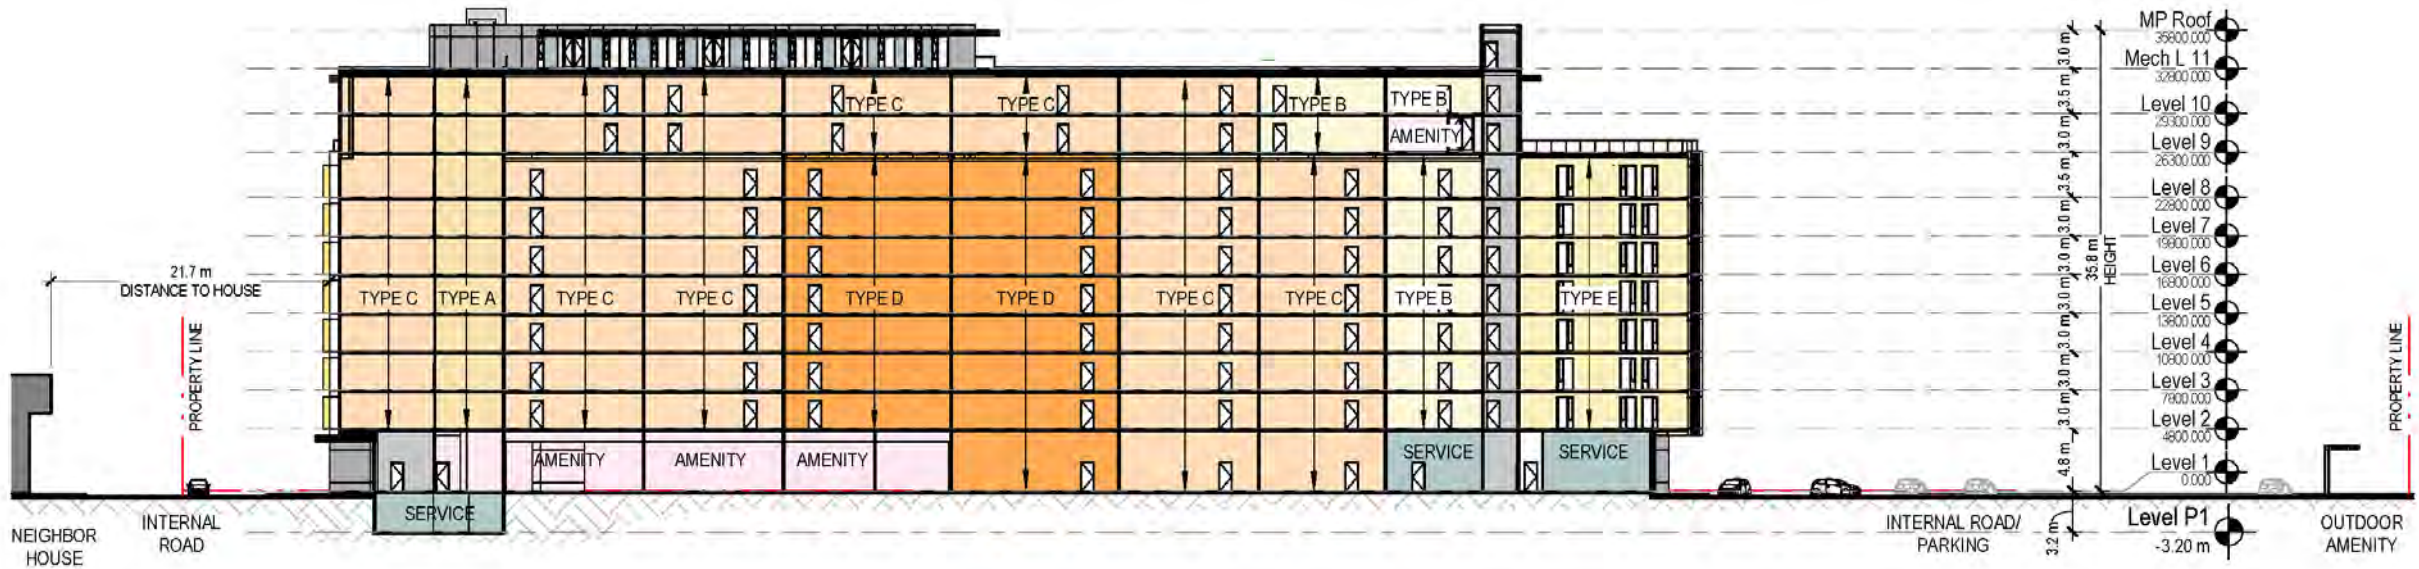 MP Roof
35800.000
3.0 m
Mech L 11
32800.000
TYPE C
TYPE C
TYPE B
TYPE B
3.5 m
Level 10
29300.000
AMENITY
3.0 m
Level 9
26300.000
3.5 m
Level 8
22800.000
3.0 m
Level 7
19800.000
3.0 m
35.8 m
HEIGHT
Level 6
16800.000
21.7 m
DISTANCE TO HOUSE
TYPE C
TYPE A
TYPE C
TYPE C
TYPE D
TYPE D
TYPE C
TYPE C
TYPE B
TYPE E
3.0 m
Level 5
13800.000
3.0 m
Level 4
10800.000
PROPERTY LINE
PROPERTY LINE
3.0 m
Level 3
7800.000
3.0 m
Level 2
4800.000
AMENITY
AMENITY
AMENITY
SERVICE
SERVICE
4.8 m
Level 1
0.000
SERVICE
NEIGHBOR
HOUSE
INTERNAL
ROAD
INTERNAL ROAD/
PARKING
3.2 m
Level P1
-3.20 m
OUTDOOR
AMENITY